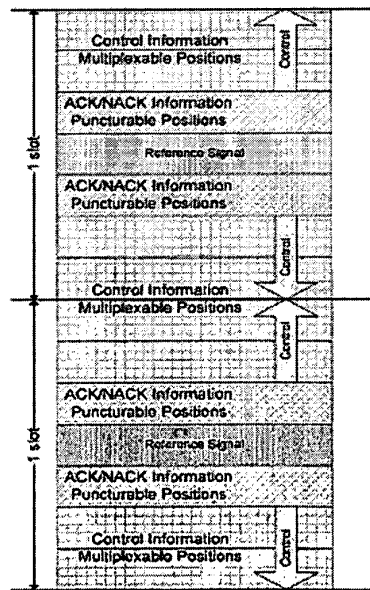 Control Information
Multiplexable Positions
Control
ACK/NACK Information
Puncturable Positions
Reference Signal
ACK/NACK Information
Puncturable Positions
1 slot
Control
Control Information
Multiplexable Positions
Control
ACK/NACK Information
Puncturable Positions
Reference Signal
1 slot
ACK/NACK Information
Puncturable Positions
Control Information
Multiplexable Positions
Control